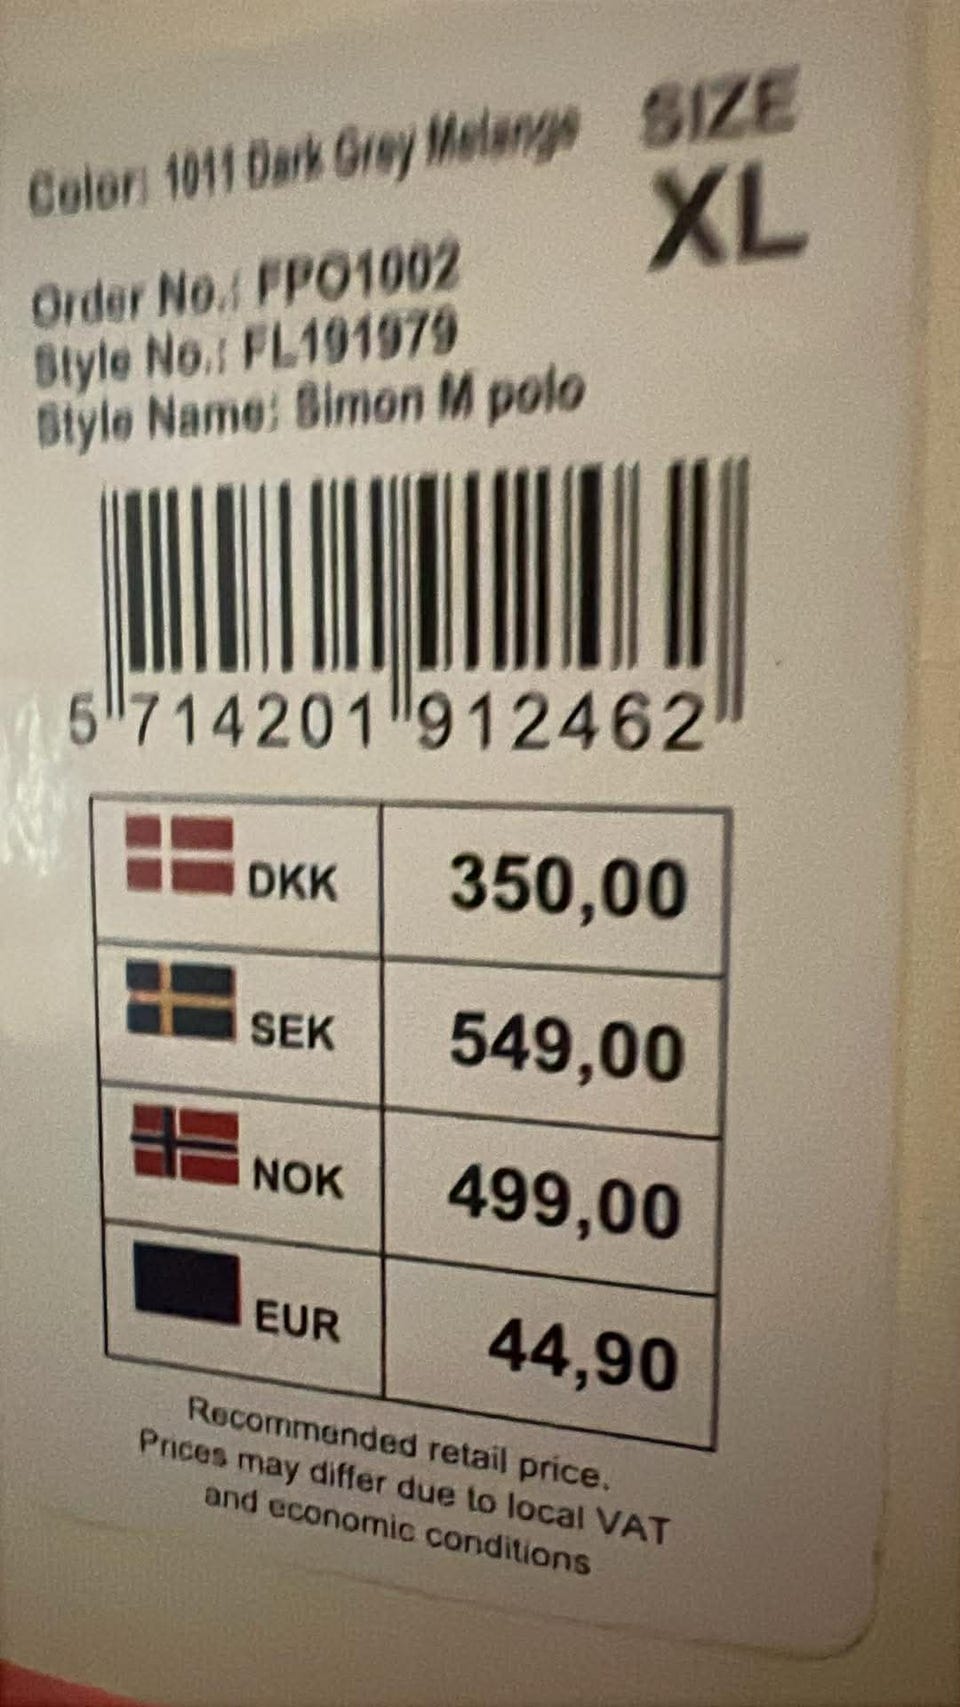 Color: 1011 Dark Grey Melange
SIZE
XL
Order No.: FPO1002
Style No.: FL191979
Style Name: Simon M polo
5 714201 912462
DKK 350,00
SEK 549,00
NOK 499,00
EUR 44,90
Recommended retail price.
Prices may differ due to local VAT
and economic conditions